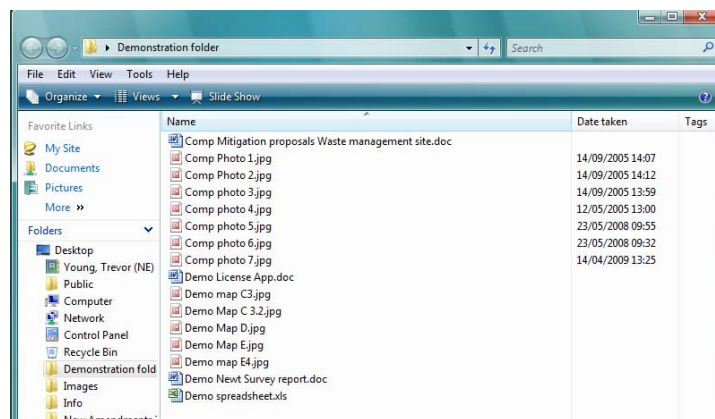 Demonstration folder
Search
File Edit View Tools Help
Organize Views Slide Show
Favorite Links
My Site
Documents
Pictures
More »
Folders
Desktop
Young, Trevor (NE)
Public
Computer
Network
Control Panel
Recycle Bin
Demonstration fold
Images
Info
New Amendments
Name Date taken Tags
Comp Mitigation proposals Waste management site.doc
Comp Photo 1.jpg 14/09/2005 14:07
Comp Photo 2.jpg 14/09/2005 14:12
Comp photo 3.jpg 14/09/2005 13:59
Comp photo 4.jpg 12/05/2005 13:00
Comp photo 5.jpg 23/05/2008 09:55
Comp photo 6.jpg 23/05/2008 09:32
Comp photo 7.jpg 14/04/2009 13:25
Demo License App.doc
Demo map C3.jpg
Demo Map C 3.2.jpg
Demo Map D.jpg
Demo Map E.jpg
Demo map E4.jpg
Demo Newt Survey report.doc
Demo spreadsheet.xls